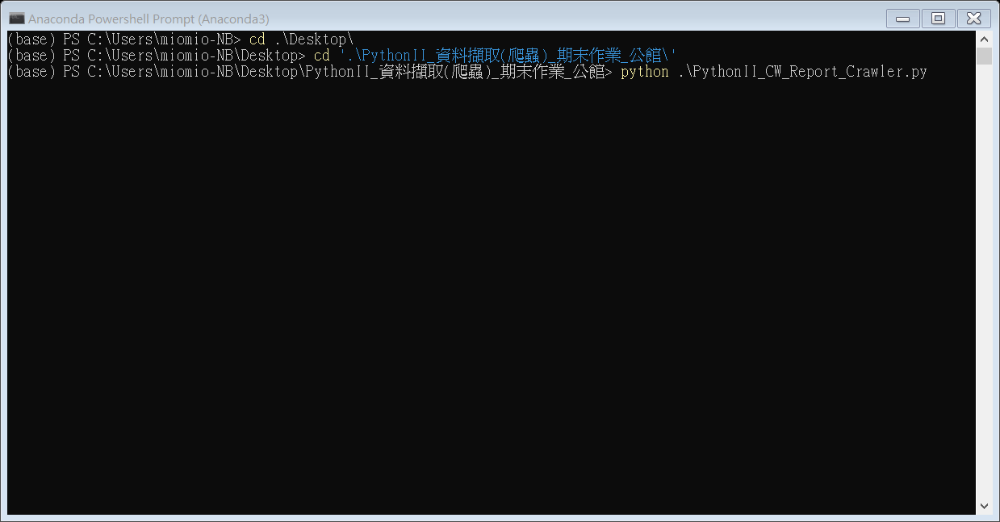 Anaconda Powershell Prompt (Anaconda3)
(base) PS C:\Users\miomio-NB> cd .\Desktop\
(base) PS C:\Users\miomio-NB\Desktop> cd '.\PythonII_資料擷取(爬蟲)_期末作業_公館\'
(base) PS C:\Users\miomio-NB\Desktop\PythonII_資料擷取(爬蟲)_期末作業_公館> python .\PythonII_CW_Report_Crawler.py